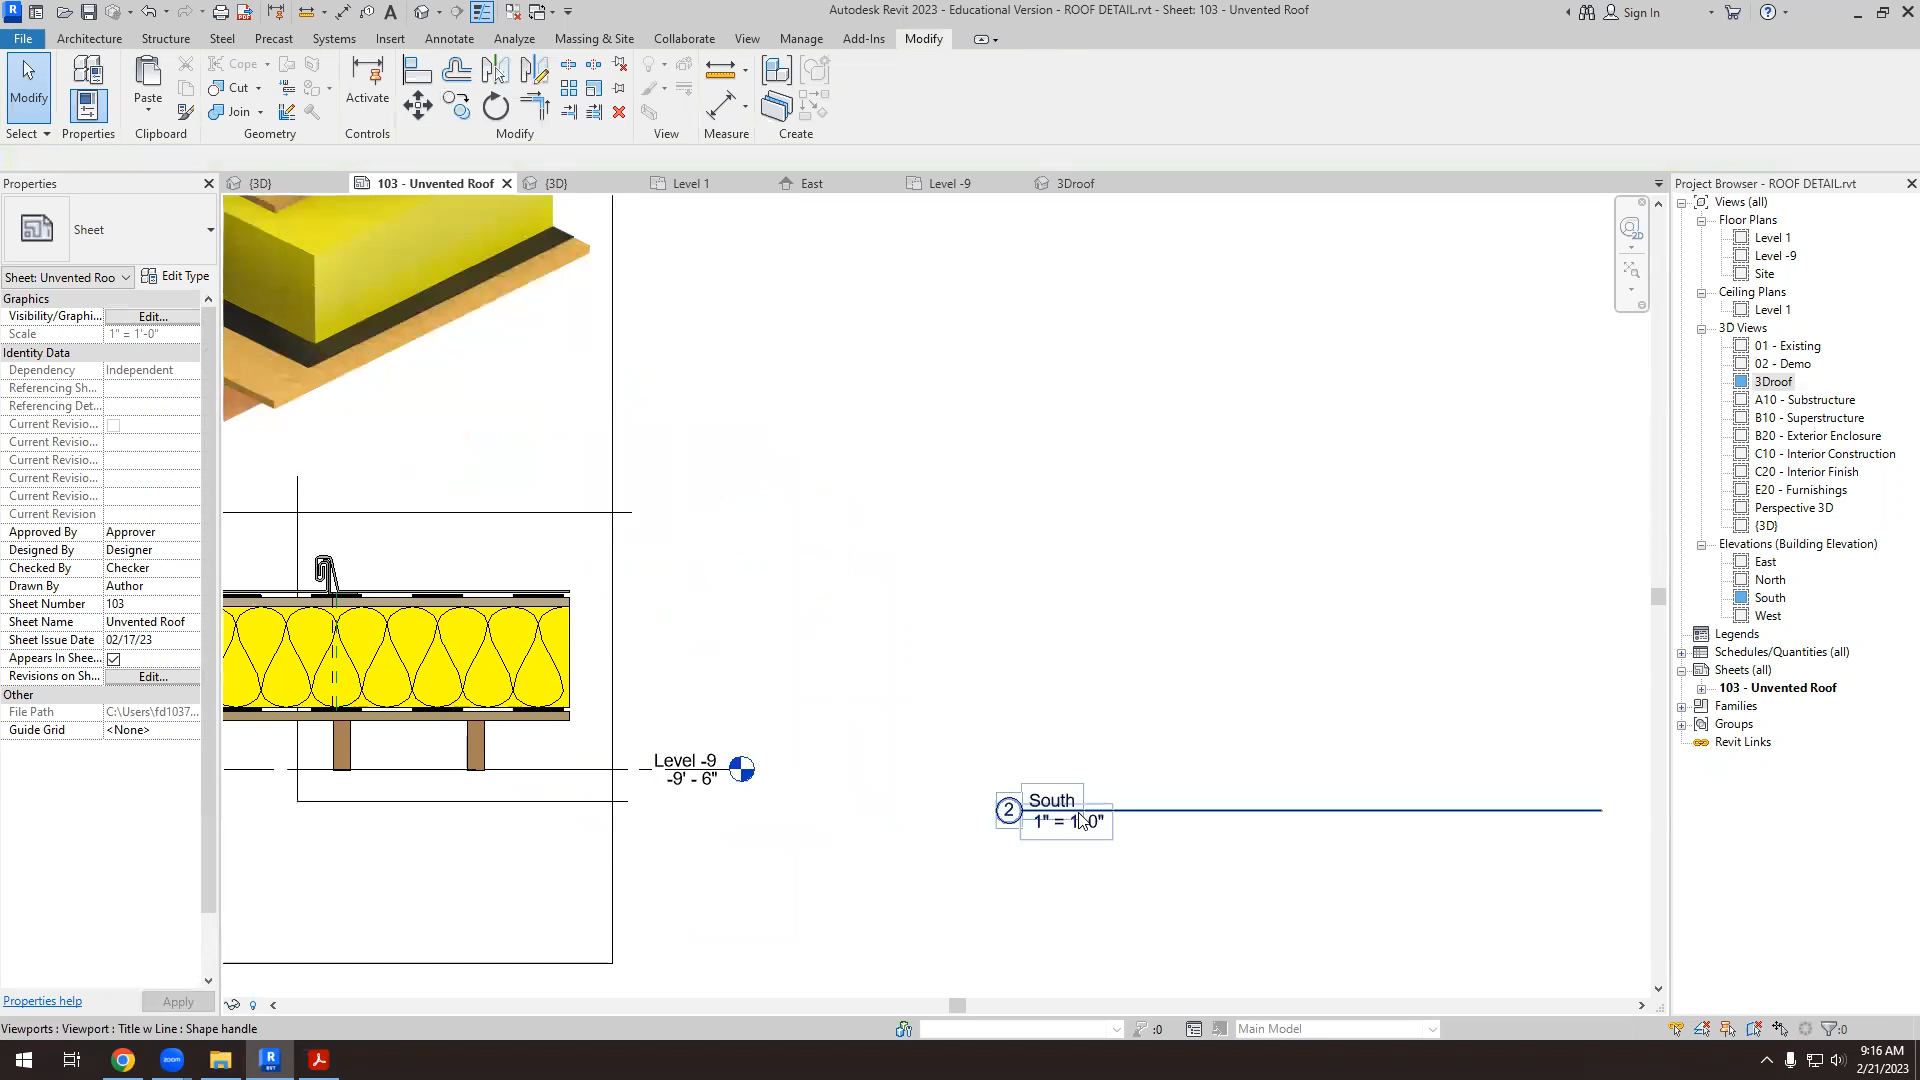 Autodesk Revit 2023 - Educational Version - ROOF DETAIL.rvt - Sheet: 103 - Unvented Roof
Sign In
File Architecture Structure Steel Precast Systems Insert Annotate Analyze Massing & Site Collaborate View Manage Add-Ins Modify
Modify
Properties
Paste
Cope
Cut
Join
Activate
Select Properties Clipboard Geometry Controls Modify View Measure Create
Properties
{3D} 103 - Unvented Roof {3D} Level 1 East Level -9 3Droof
Project Browser - ROOF DETAIL.rvt
Sheet
Sheet: Unvented Roo
Edit Type
Graphics
Visibility/Graphi... Edit...
Scale 1" = 1'-0"
Identity Data
Dependency Independent
Referencing Sh...
Referencing Det...
Current Revisio...
Current Revisio...
Current Revisio...
Current Revisio...
Current Revisio...
Current Revision
Approved By Approver
Designed By Designer
Checked By Checker
Drawn By Author
Sheet Number 103
Sheet Name Unvented Roof
Sheet Issue Date 02/17/23
Appears In Shee...
Revisions on Sh... Edit...
Other
File Path C:\Users\fd1037...
Guide Grid <None>
Properties help
Apply
2D
Level -9
-9' - 6"
2
South
1" = 1'-0"
Views (all)
Floor Plans
Level 1
Level -9
Site
Ceiling Plans
Level 1
3D Views
01 - Existing
02 - Demo
3Droof
A10 - Substructure
B10 - Superstructure
B20 - Exterior Enclosure
C10 - Interior Construction
C20 - Interior Finish
E20 - Furnishings
Perspective 3D
{3D}
Elevations (Building Elevation)
East
North
South
West
Legends
Schedules/Quantities (all)
Sheets (all)
103 - Unvented Roof
Families
Groups
Revit Links
Viewports : Viewport : Title w Line : Shape handle
:0
Main Model
:0
zoom
R
RVT
9:16 AM
2/21/2023